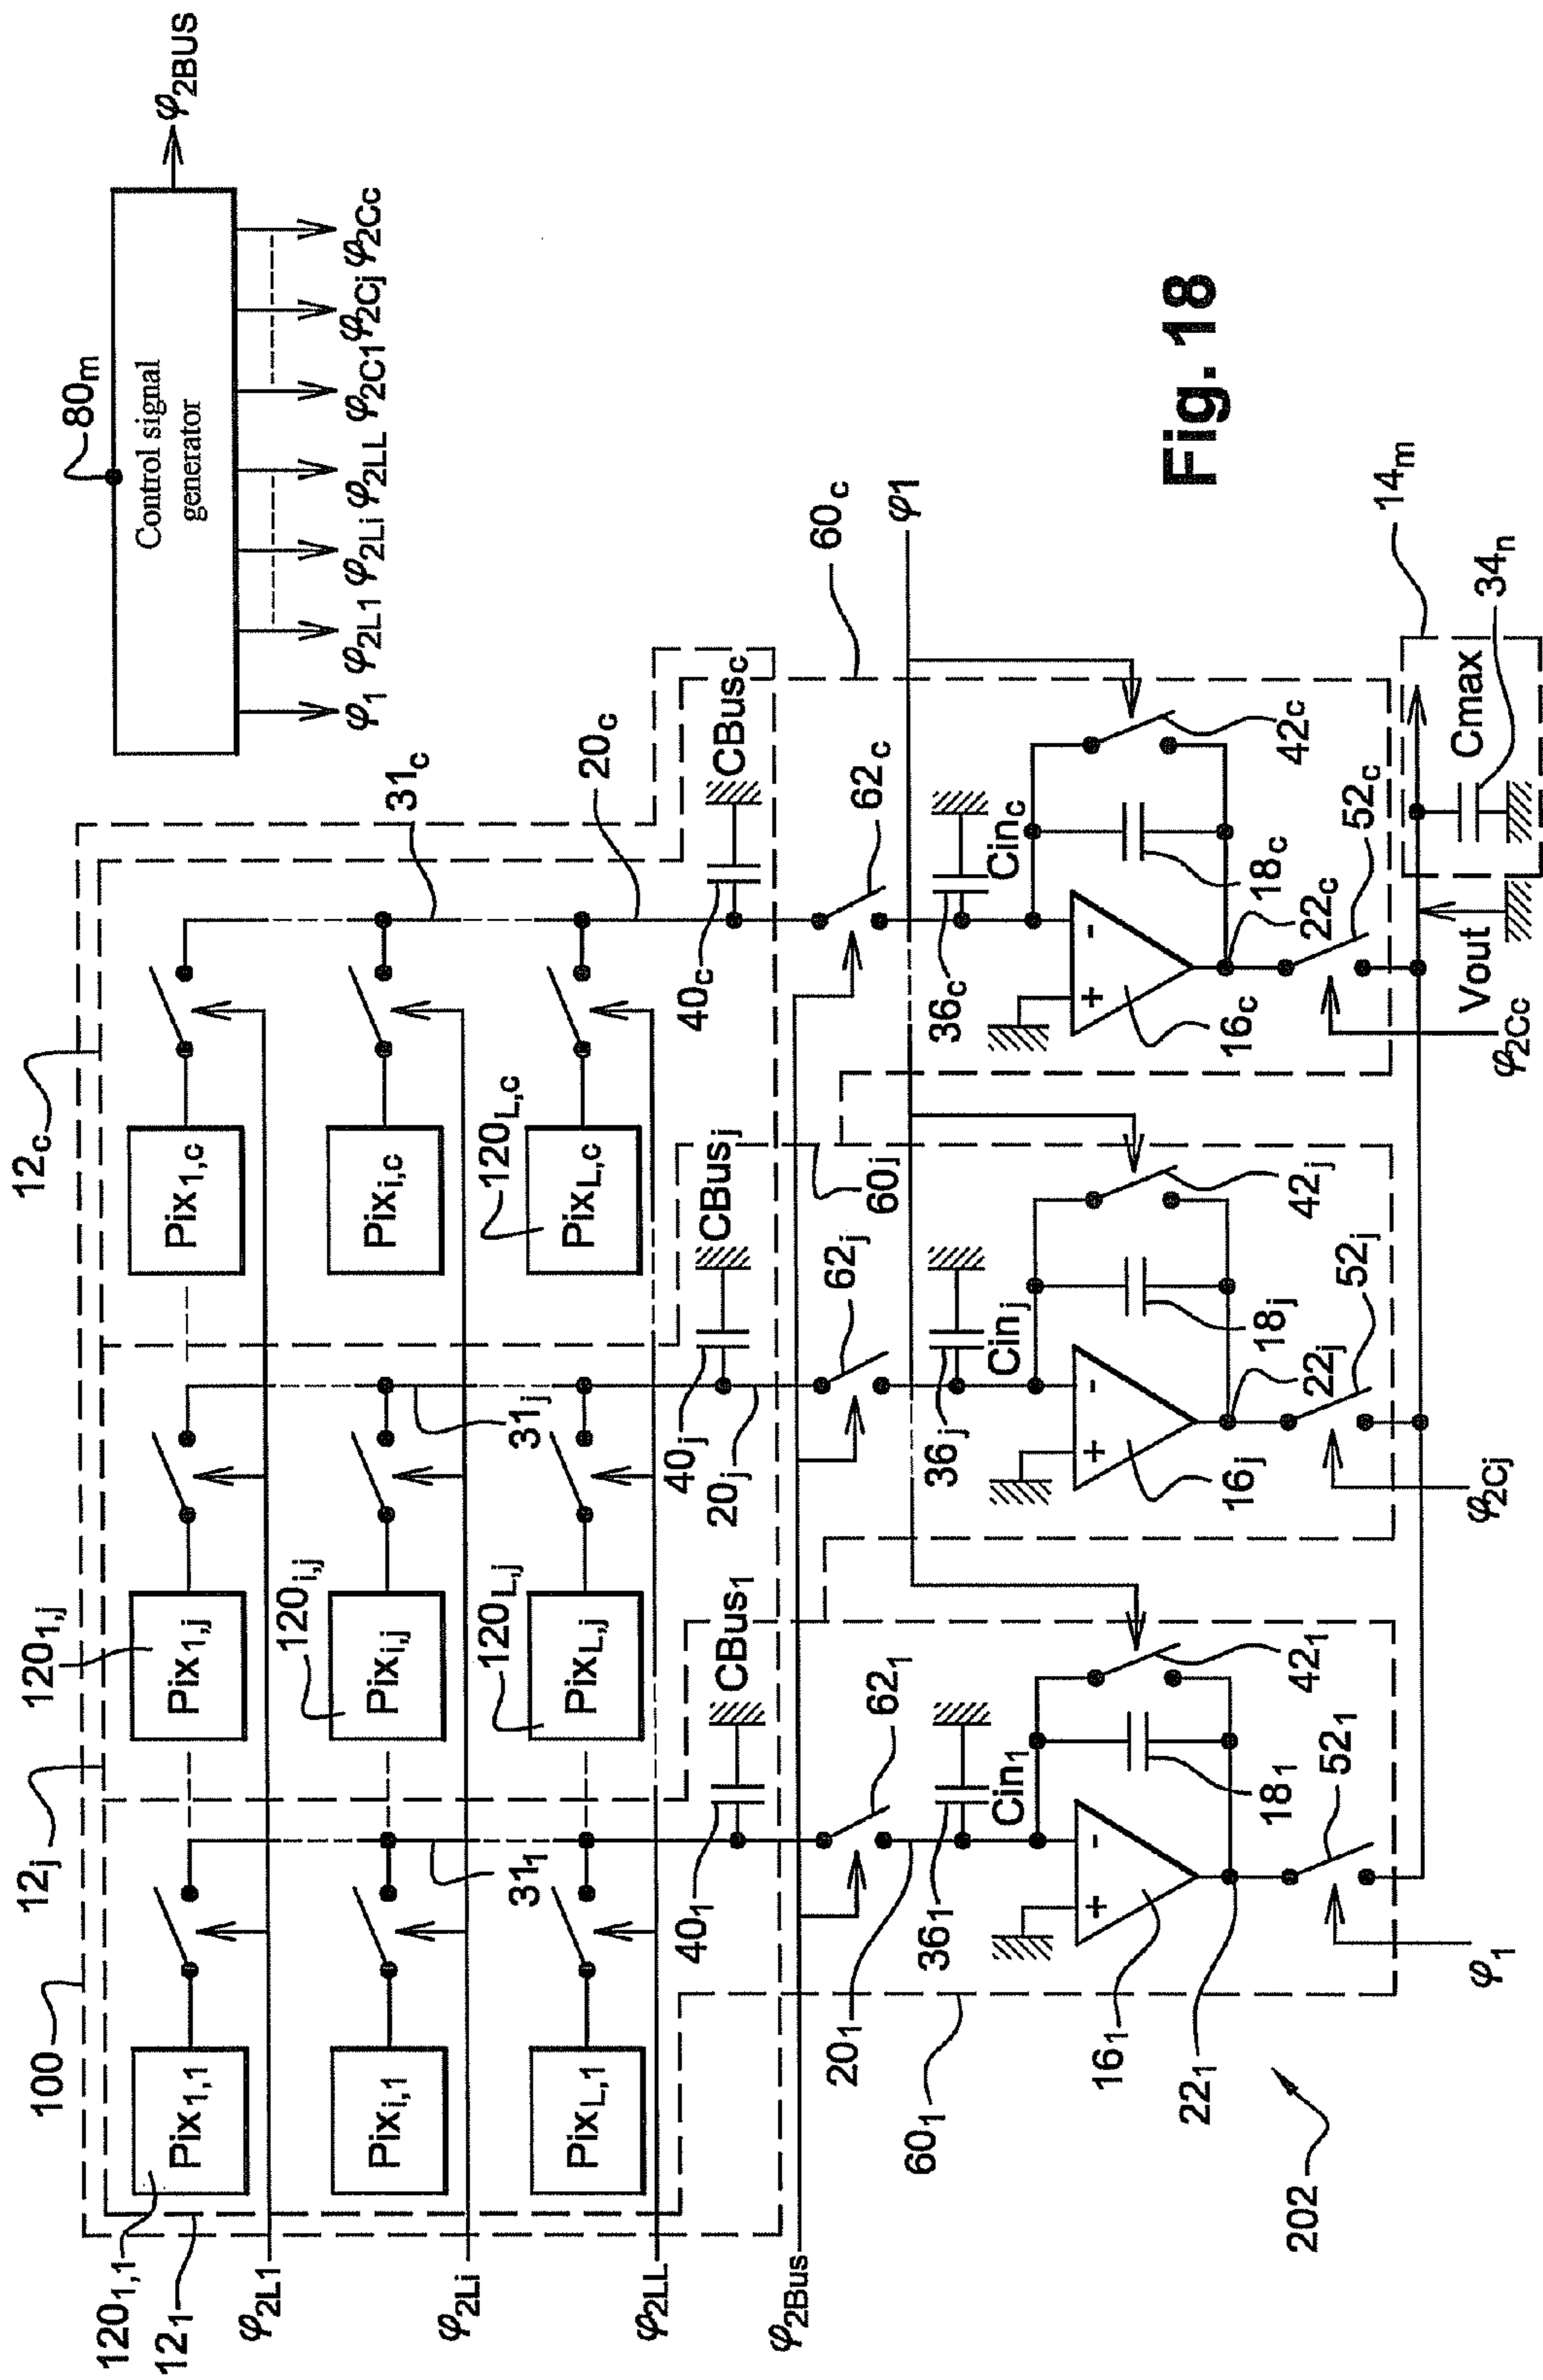 80m
Control signal
generator
φ2BUS
φ1 φ2L1 φ2Li φ2LL φ2C1 φ2Cj φ2Cc
100
12j
120₁,j
12c
120₁,₁
12₁
Pix₁,₁
Pix₁,j
Pix₁,c
φ2L1
120i,j
31c
Pixi,1
Pixi,j
Pixi,c
φ2Li
31₁
31j
120L,j
120L,c
20c
PixL,1
PixL,j
PixL,c
φ2LL
40₁
CBus₁
40j
CBusj
40c
CBusc
20j
φ2Bus
20₁
62₁
62j
60j
62c
60c
φ1
60₁
36₁
Cin₁
36j
Cinj
36c
Cinc
16₁
+
-
18₁
42₁
16j
+
-
18j
42j
16c
+
-
18c
42c
22₁
52₁
22j
52j
22c
52c
202
φ1
φ2Cj
φ2Cc
Vout
Cmax
14m
34n
Fig. 18